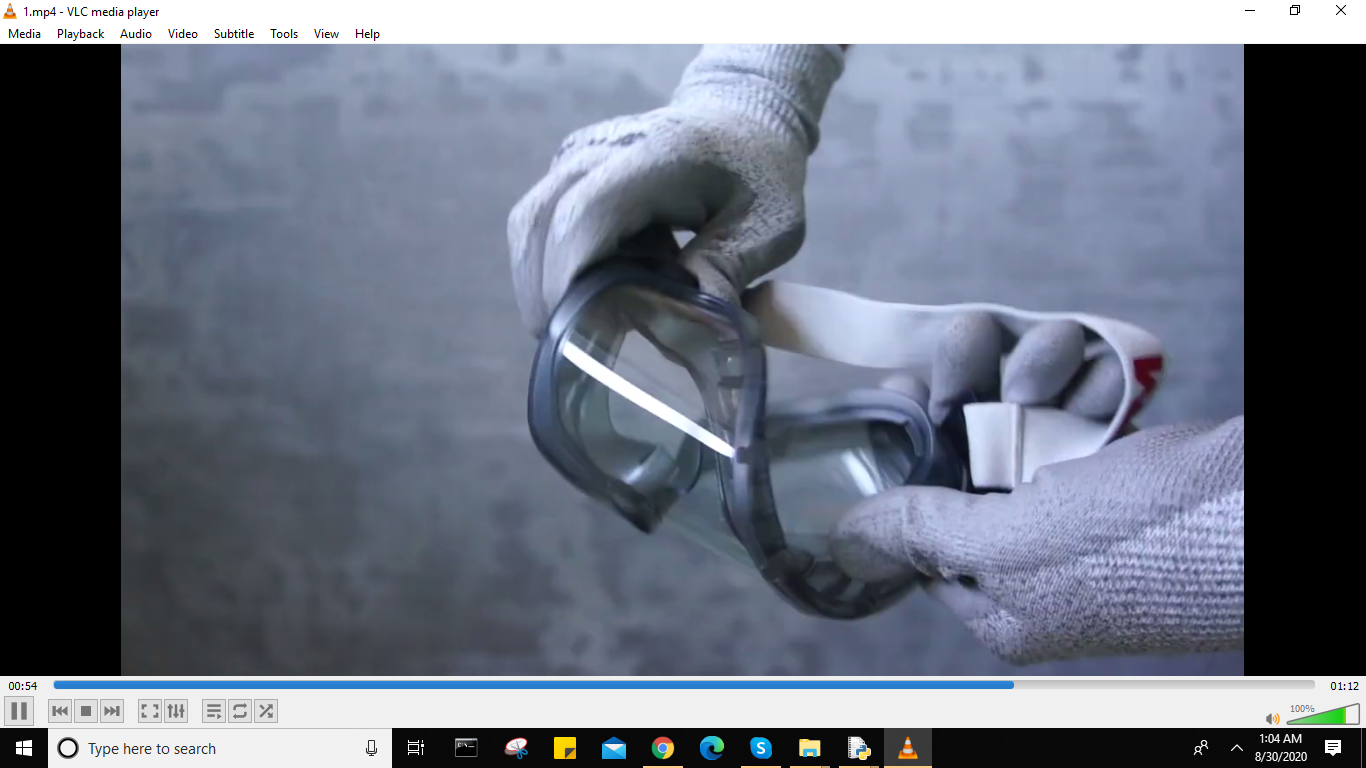 1.mp4 - VLC media player
Media Playback Audio Video Subtitle Tools View Help
00:54
01:12
100%
Type here to search
1:04 AM
8/30/2020